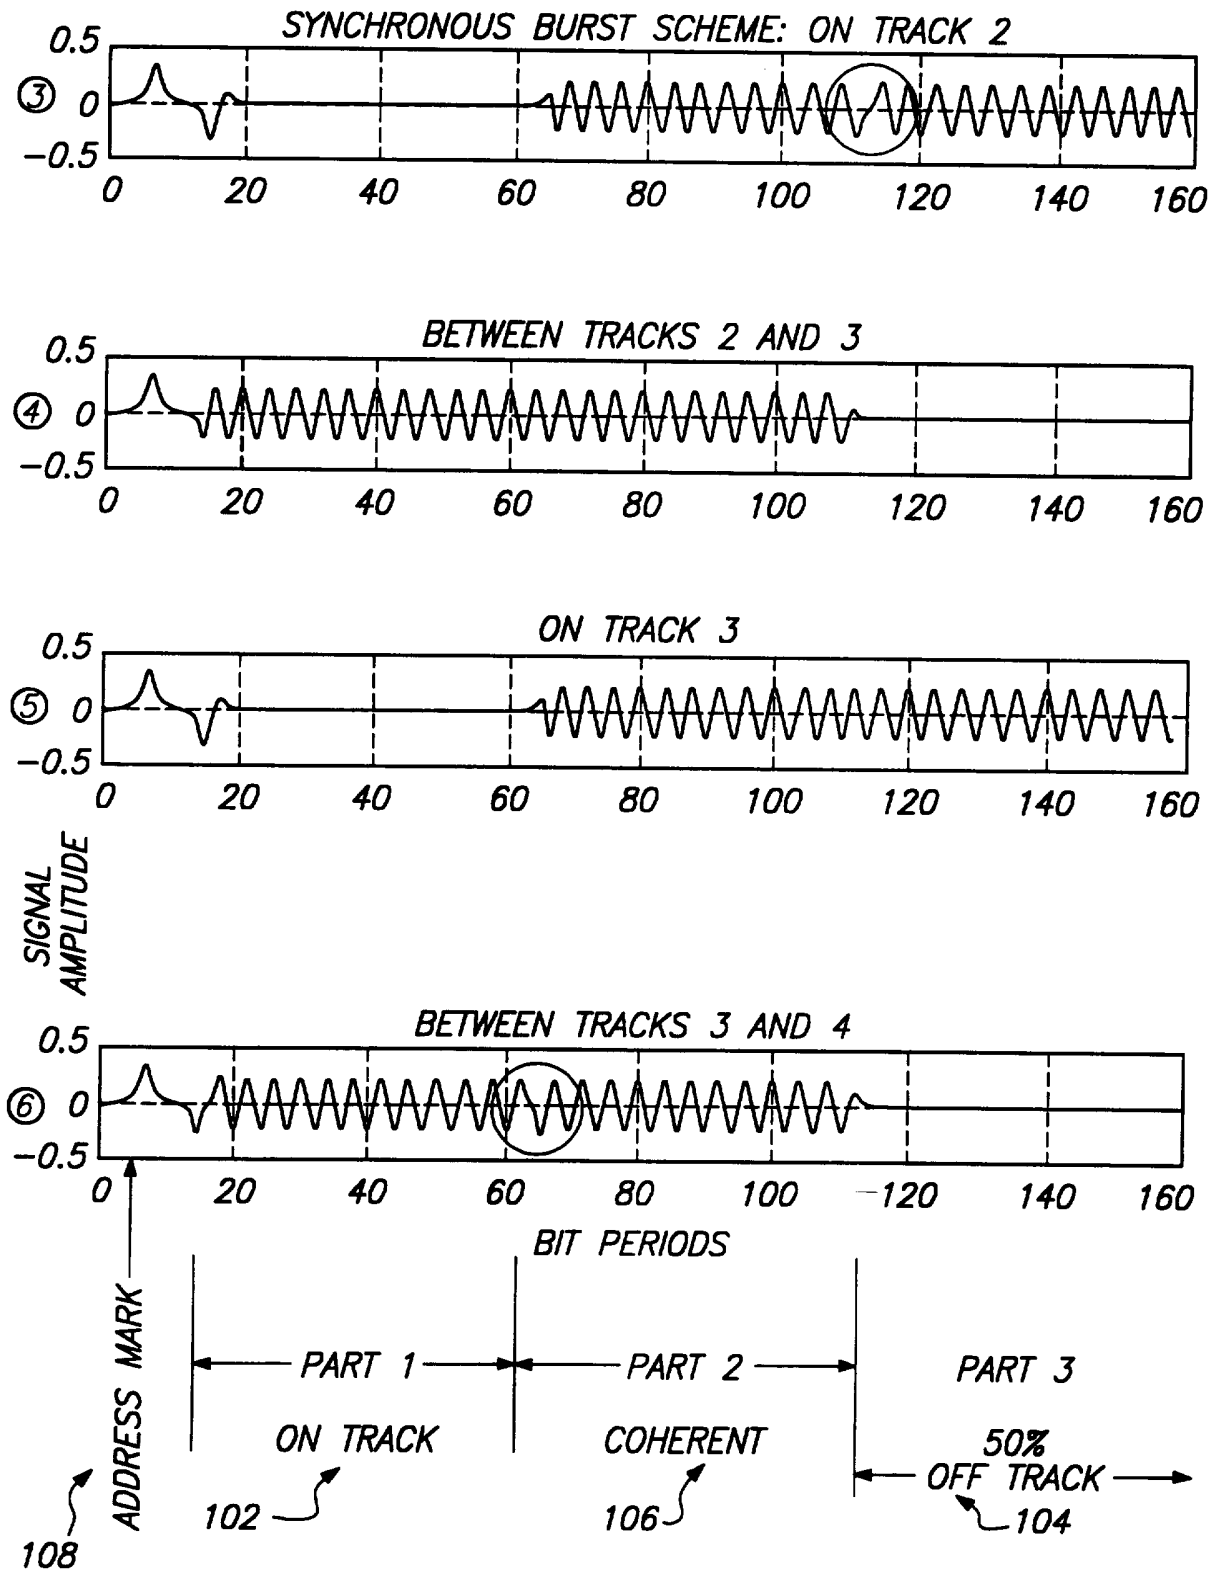 SYNCHRONOUS BURST SCHEME: ON TRACK 2
0.5
③ 0
-0.5
0 20 40 60 80 100 120 140 160
BETWEEN TRACKS 2 AND 3
0.5
④ 0
-0.5
0 20 40 60 80 100 120 140 160
ON TRACK 3
0.5
⑤ 0
-0.5
0 20 40 60 80 100 120 140 160
SIGNAL
AMPLITUDE
BETWEEN TRACKS 3 AND 4
0.5
⑥ 0
-0.5
0 20 40 60 80 100 120 140 160
BIT PERIODS
ADDRESS MARK
PART 1 PART 2 PART 3
ON TRACK COHERENT 50%
OFF TRACK
102 106 104
108